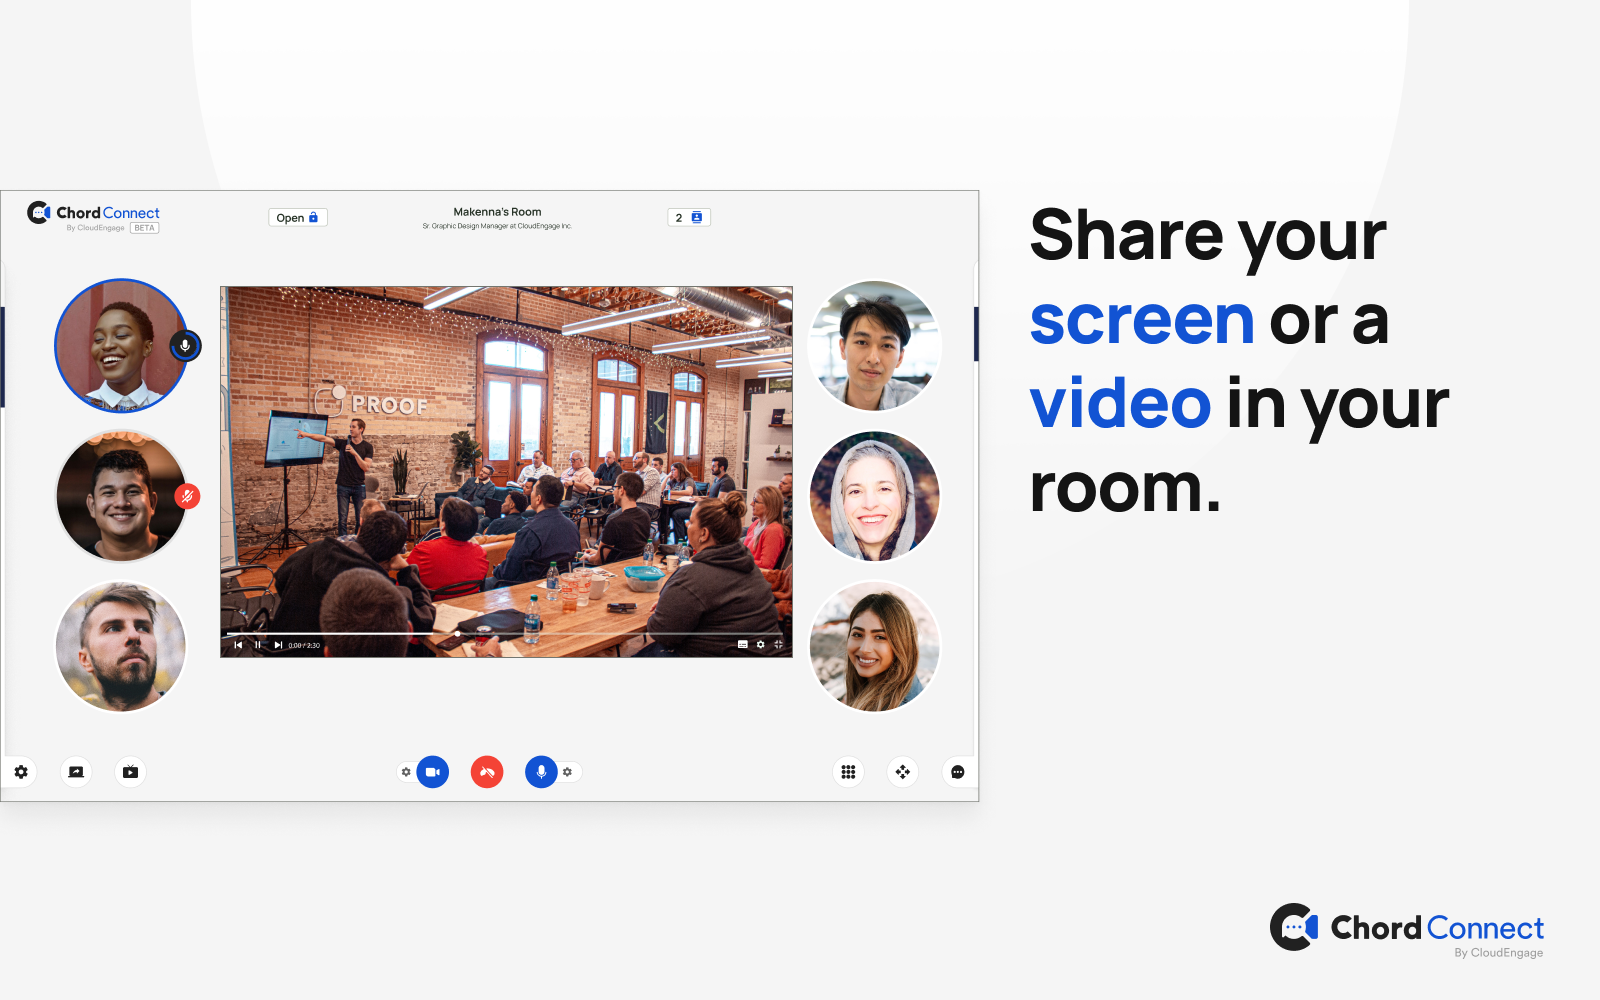 Chord Connect
By CloudEngage BETA
Open
Makenna's Room
Sr. Graphic Design Manager at CloudEngage Inc.
2
PROOF
0:00 / 2:30
Share your
screen or a
video in your
room.
Chord Connect
By CloudEngage